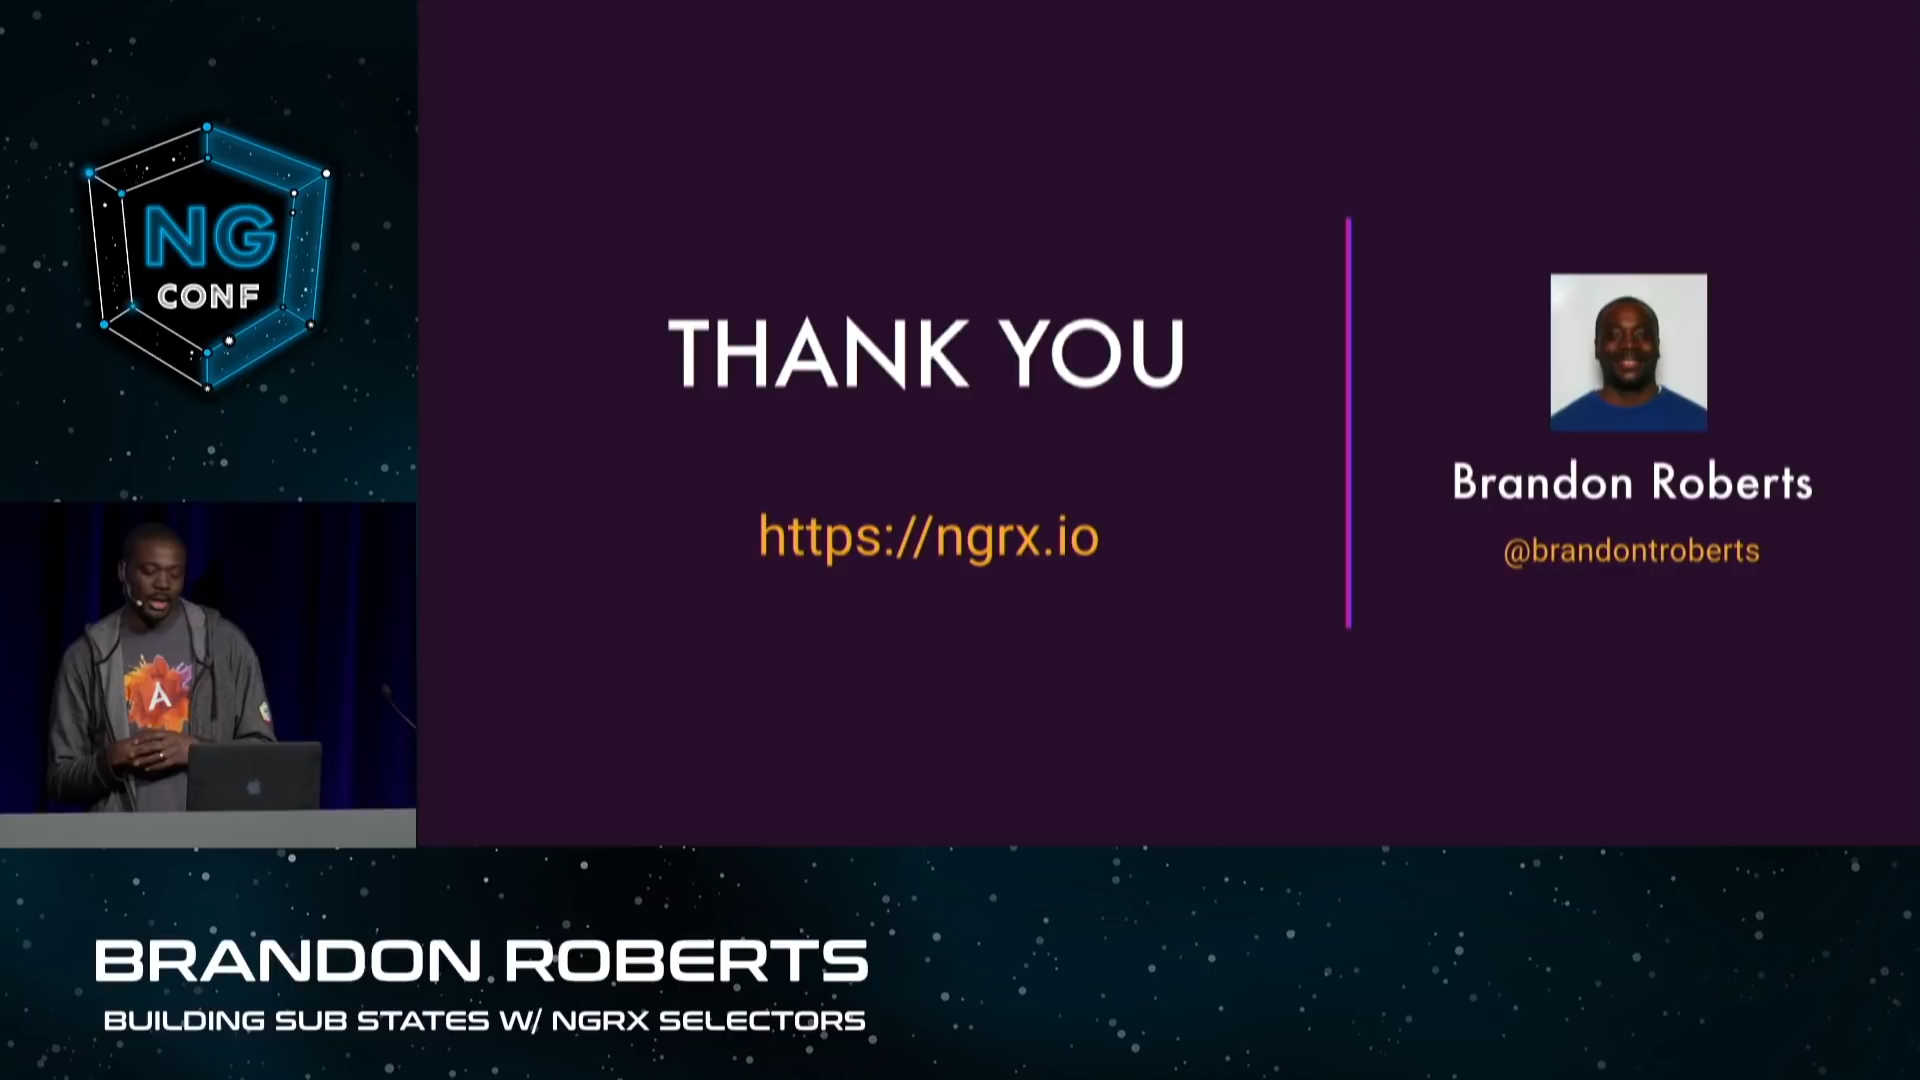 NG
CONF
THANK YOU
https://ngrx.io
Brandon Roberts
@brandontroberts
A
BRANDON ROBERTS
BUILDING SUB STATES W/ NGRX SELECTORS